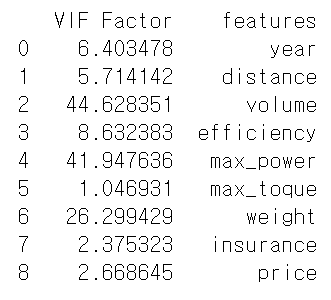 VIF Factor features
0 6.403478 year
1 5.714142 distance
2 44.628351 volume
3 8.632383 efficiency
4 41.947636 max_power
5 1.046931 max_toque
6 26.299429 weight
7 2.375323 insurance
8 2.668645 price